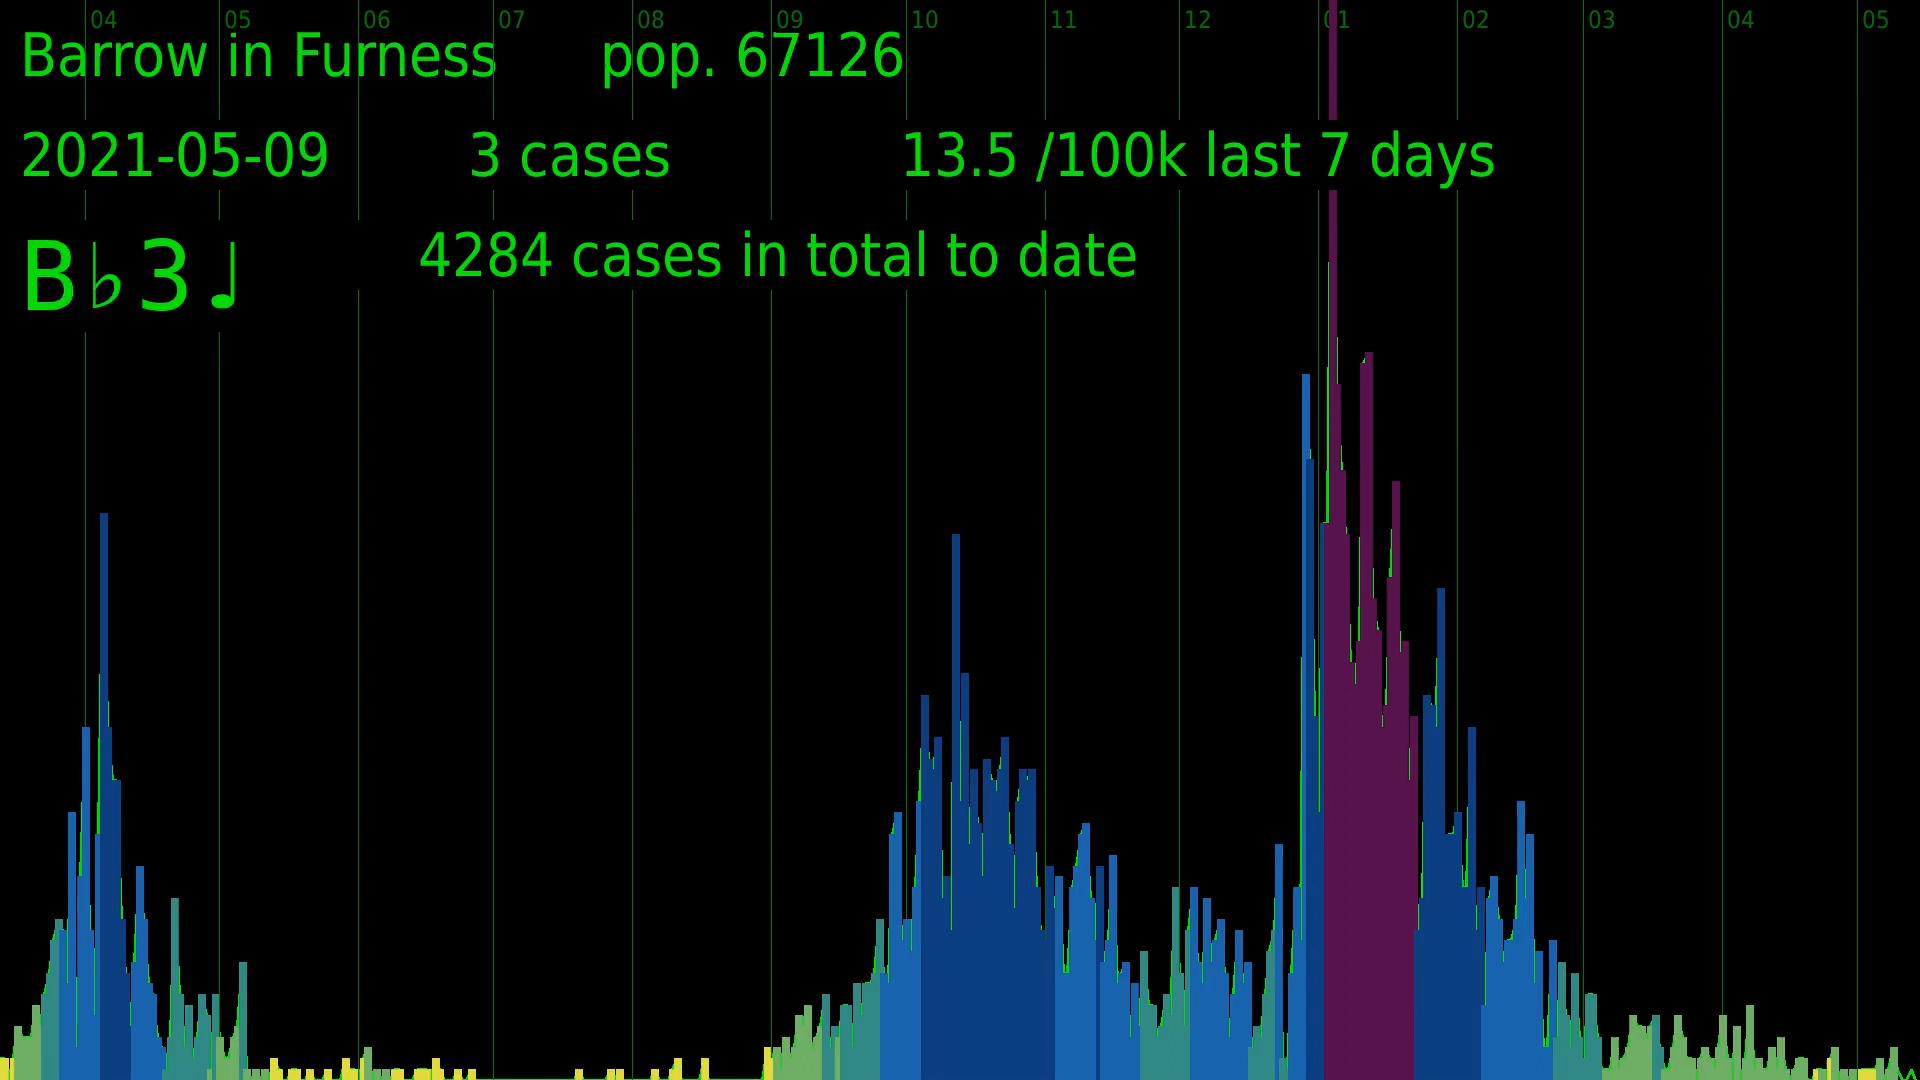 04 05 06 07 08 09 10 11 12 01 02 03 04 05
Barrow in Furness pop. 67126
2021-05-09 3 cases 13.5 /100k last 7 days
B♭3♩ 4284 cases in total to date